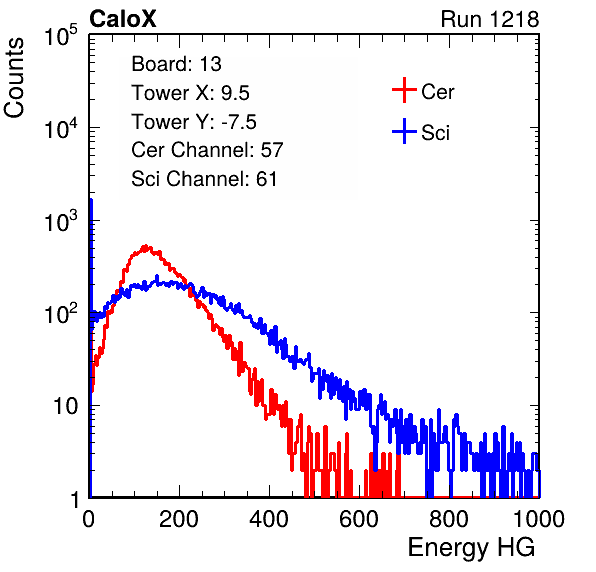 CaloX Run 1218
Counts
Board: 13
Tower X: 9.5
Tower Y: -7.5
Cer Channel: 57
Sci Channel: 61
Cer
Sci
10^5
10^4
10^3
10^2
10
1
0 200 400 600 800 1000
Energy HG